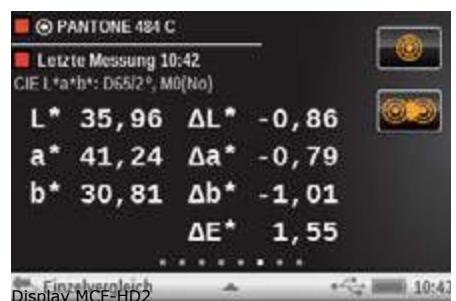 PANTONE 484 C
Letzte Messung 10:42
CIE L*a*b*: D65/2°, M0(No)
L* 35,96 ΔL* -0,86
a* 41,24 Δa* -0,79
b* 30,81 Δb* -1,01
ΔE* 1,55
Einzelvergleich 10:43
Display MCF-HD2